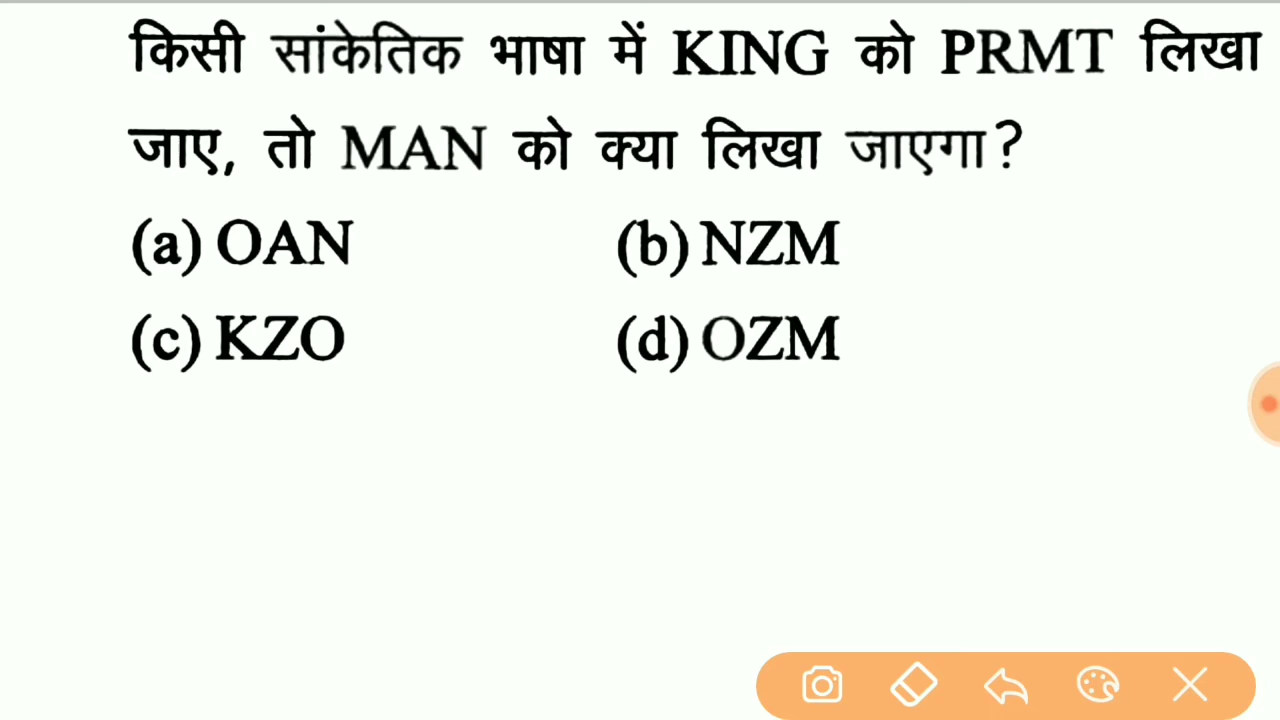 किसी सांकेतिक भाषा में KING को PRMT लिखा
जाए, तो MAN को क्या लिखा जाएगा?
(a) OAN (b) NZM
(c) KZO (d) OZM